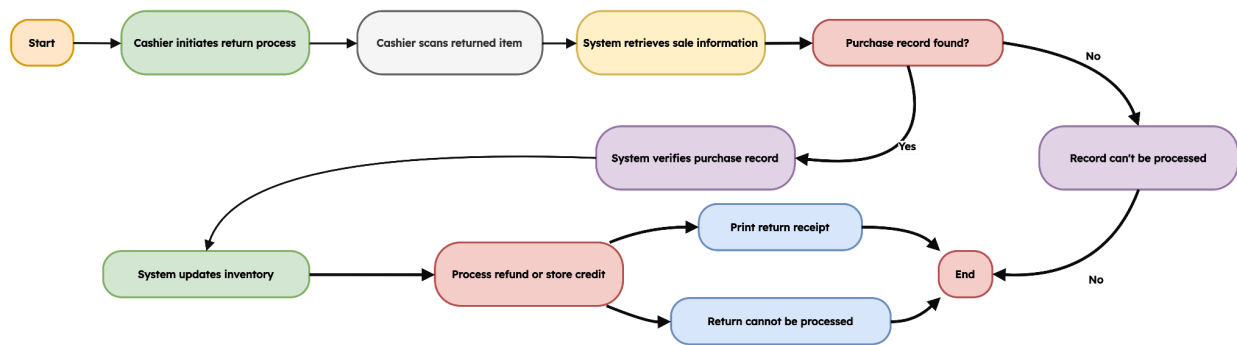 Start
Cashier initiates return process
Cashier scans returned item
System retrieves sale information
Purchase record found?
No
Yes
System verifies purchase record
Record can't be processed
Print return receipt
System updates inventory
Process refund or store credit
End
No
Return cannot be processed